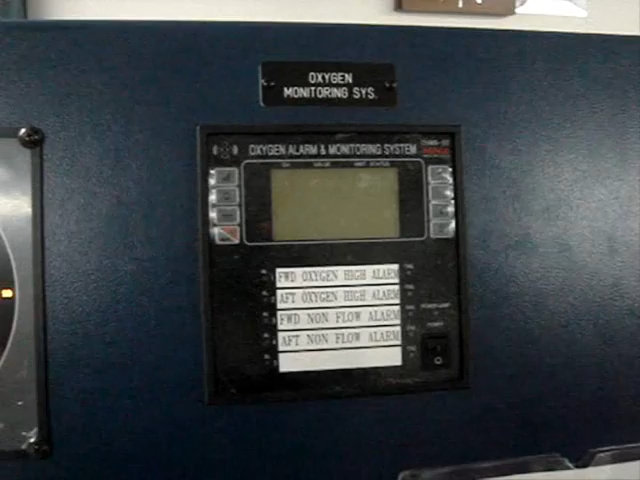 OXYGEN
MONITORING SYS.
OXYGEN ALARM & MONITORING SYSTEM
FWD OXYGEN HIGH ALARM
AFT OXYGEN HIGH ALARM
FWD NON FLOW ALARM
AFT NON FLOW ALARM
POWER